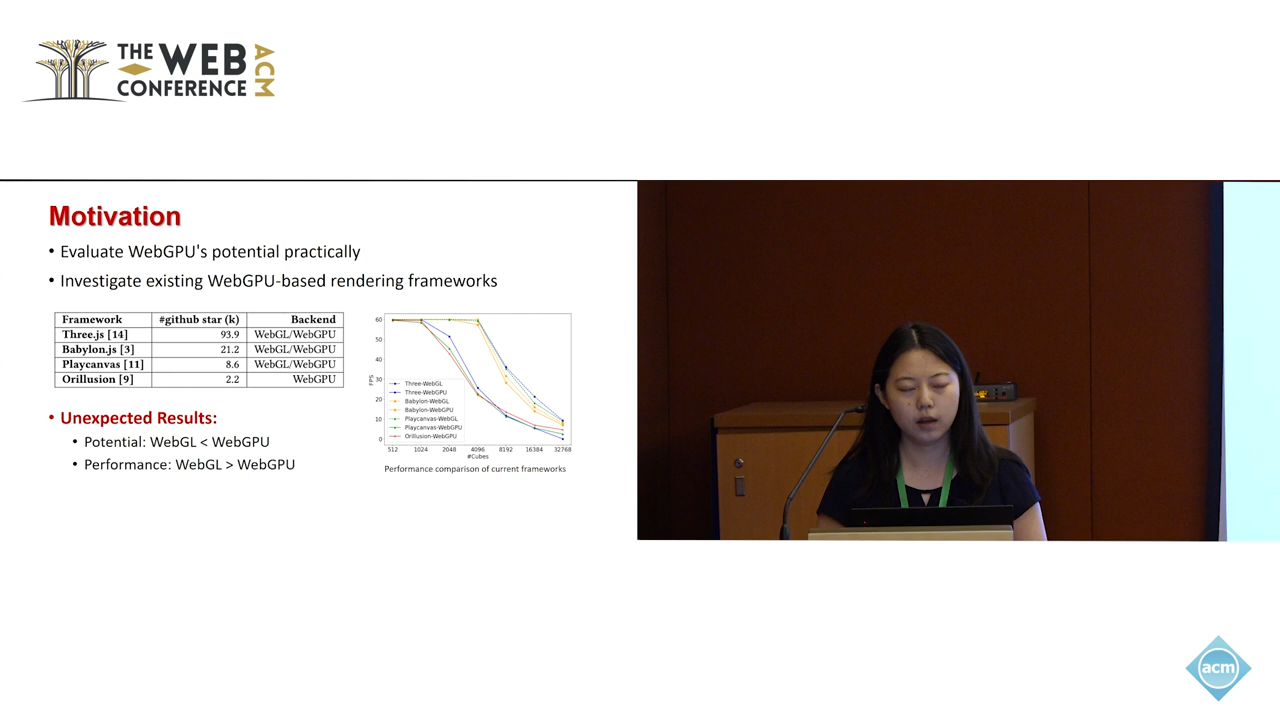 THE WEB
CONFERENCE
ACM
Motivation
• Evaluate WebGPU's potential practically
• Investigate existing WebGPU-based rendering frameworks
Framework #github star (k) Backend
Three.js [14] 93.9 WebGL/WebGPU
Babylon.js [3] 21.2 WebGL/WebGPU
Playcanvas [11] 8.6 WebGL/WebGPU
Orillusion [9] 2.2 WebGPU
• Unexpected Results:
• Potential: WebGL < WebGPU
• Performance: WebGL > WebGPU
60
50
40
30
20
10
0
FPS
Three-WebGL
Three-WebGPU
Babylon-WebGL
Babylon-WebGPU
Playcanvas-WebGL
Playcanvas-WebGPU
Orillusion-WebGPU
512 1024 2048 4096 8192 16384 32768
#Cubes
Performance comparison of current frameworks
acm